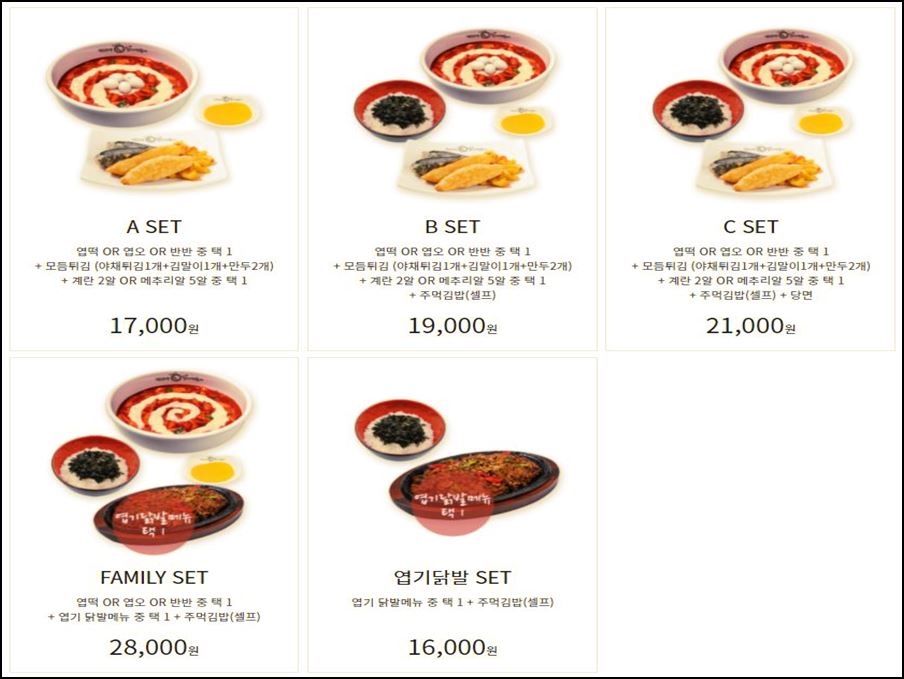 A SET
엽떡 OR 엽오 OR 반반 중 택 1
+ 모듬튀김 (야채튀김1개+김말이1개+만두2개)
+ 계란 2알 OR 메추리알 5알 중 택 1
17,000원
B SET
엽떡 OR 엽오 OR 반반 중 택 1
+ 모듬튀김 (야채튀김1개+김말이1개+만두2개)
+ 계란 2알 OR 메추리알 5알 중 택 1
+ 주먹김밥(셀프)
19,000원
C SET
엽떡 OR 엽오 OR 반반 중 택 1
+ 모듬튀김 (야채튀김1개+김말이1개+만두2개)
+ 계란 2알 OR 메추리알 5알 중 택 1
+ 주먹김밥(셀프) + 당면
21,000원
엽기닭발메뉴
택 1
FAMILY SET
엽떡 OR 엽오 OR 반반 중 택 1
+ 엽기 닭발메뉴 중 택 1 + 주먹김밥(셀프)
28,000원
엽기닭발메뉴
택 1
엽기닭발 SET
엽기 닭발메뉴 중 택 1 + 주먹김밥(셀프)
16,000원